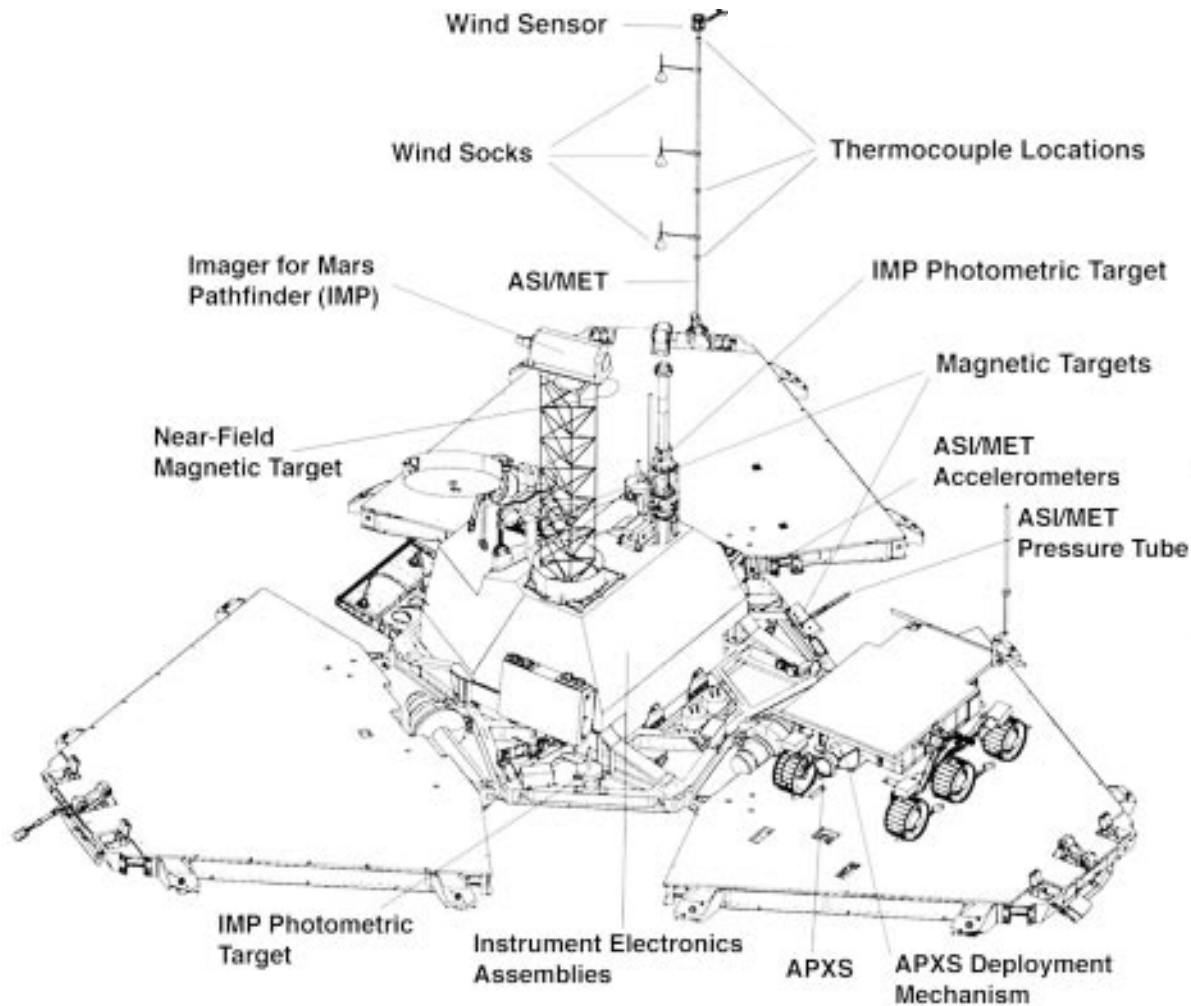 Wind Sensor
Wind Socks
Thermocouple Locations
Imager for Mars
Pathfinder (IMP)
ASI/MET
IMP Photometric Target
Magnetic Targets
Near-Field
Magnetic Target
ASI/MET
Accelerometers
ASI/MET
Pressure Tube
IMP Photometric
Target
Instrument Electronics
Assemblies
APXS
APXS Deployment
Mechanism